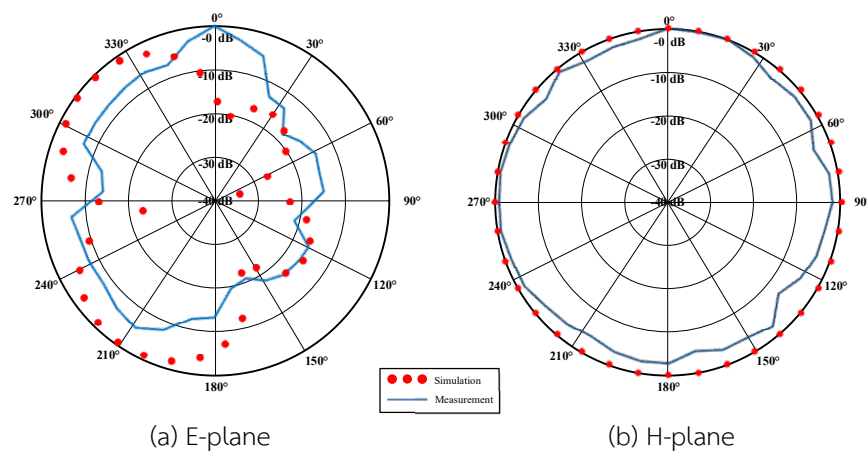 0°
-0 dB
330°
30°
-10 dB
300°
-20 dB
60°
-30 dB
270°
-40 dB
90°
240°
120°
210°
150°
180°
0°
-0 dB
330°
30°
-10 dB
300°
-20 dB
60°
-30 dB
270°
-40 dB
90°
240°
120°
210°
150°
180°
Simulation
Measurement
(a) E-plane
(b) H-plane